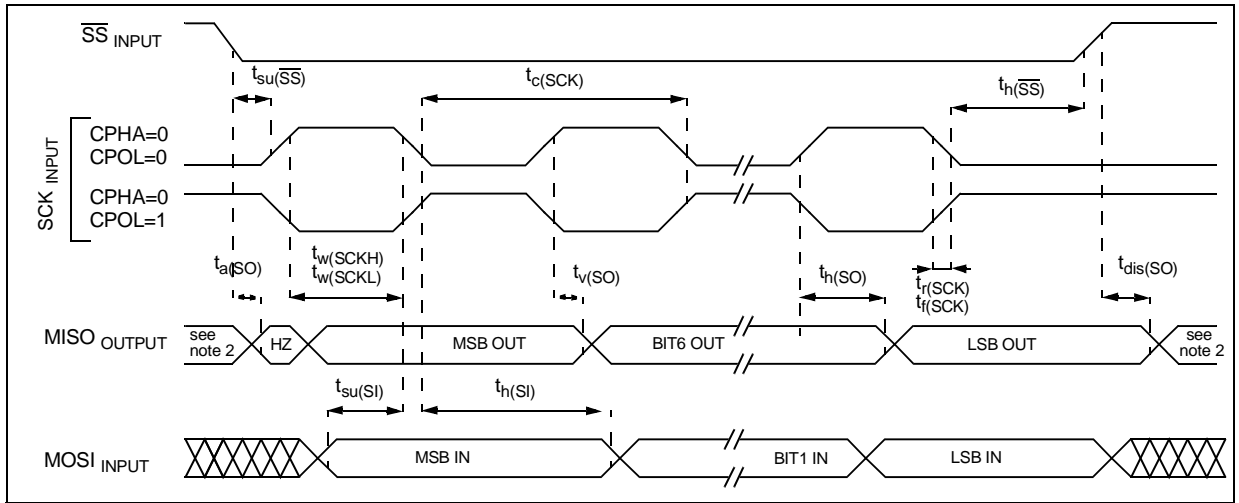 SS INPUT
tsu(SS)
tc(SCK)
th(SS)
SCK INPUT
CPHA=0
CPOL=0
CPHA=0
CPOL=1
ta(SO)
tw(SCKH)
tw(SCKL)
tv(SO)
th(SO)
tr(SCK)
tf(SCK)
tdis(SO)
MISO OUTPUT
see
note 2
HZ
MSB OUT
BIT6 OUT
LSB OUT
see
note 2
tsu(SI)
th(SI)
MOSI INPUT
MSB IN
BIT1 IN
LSB IN